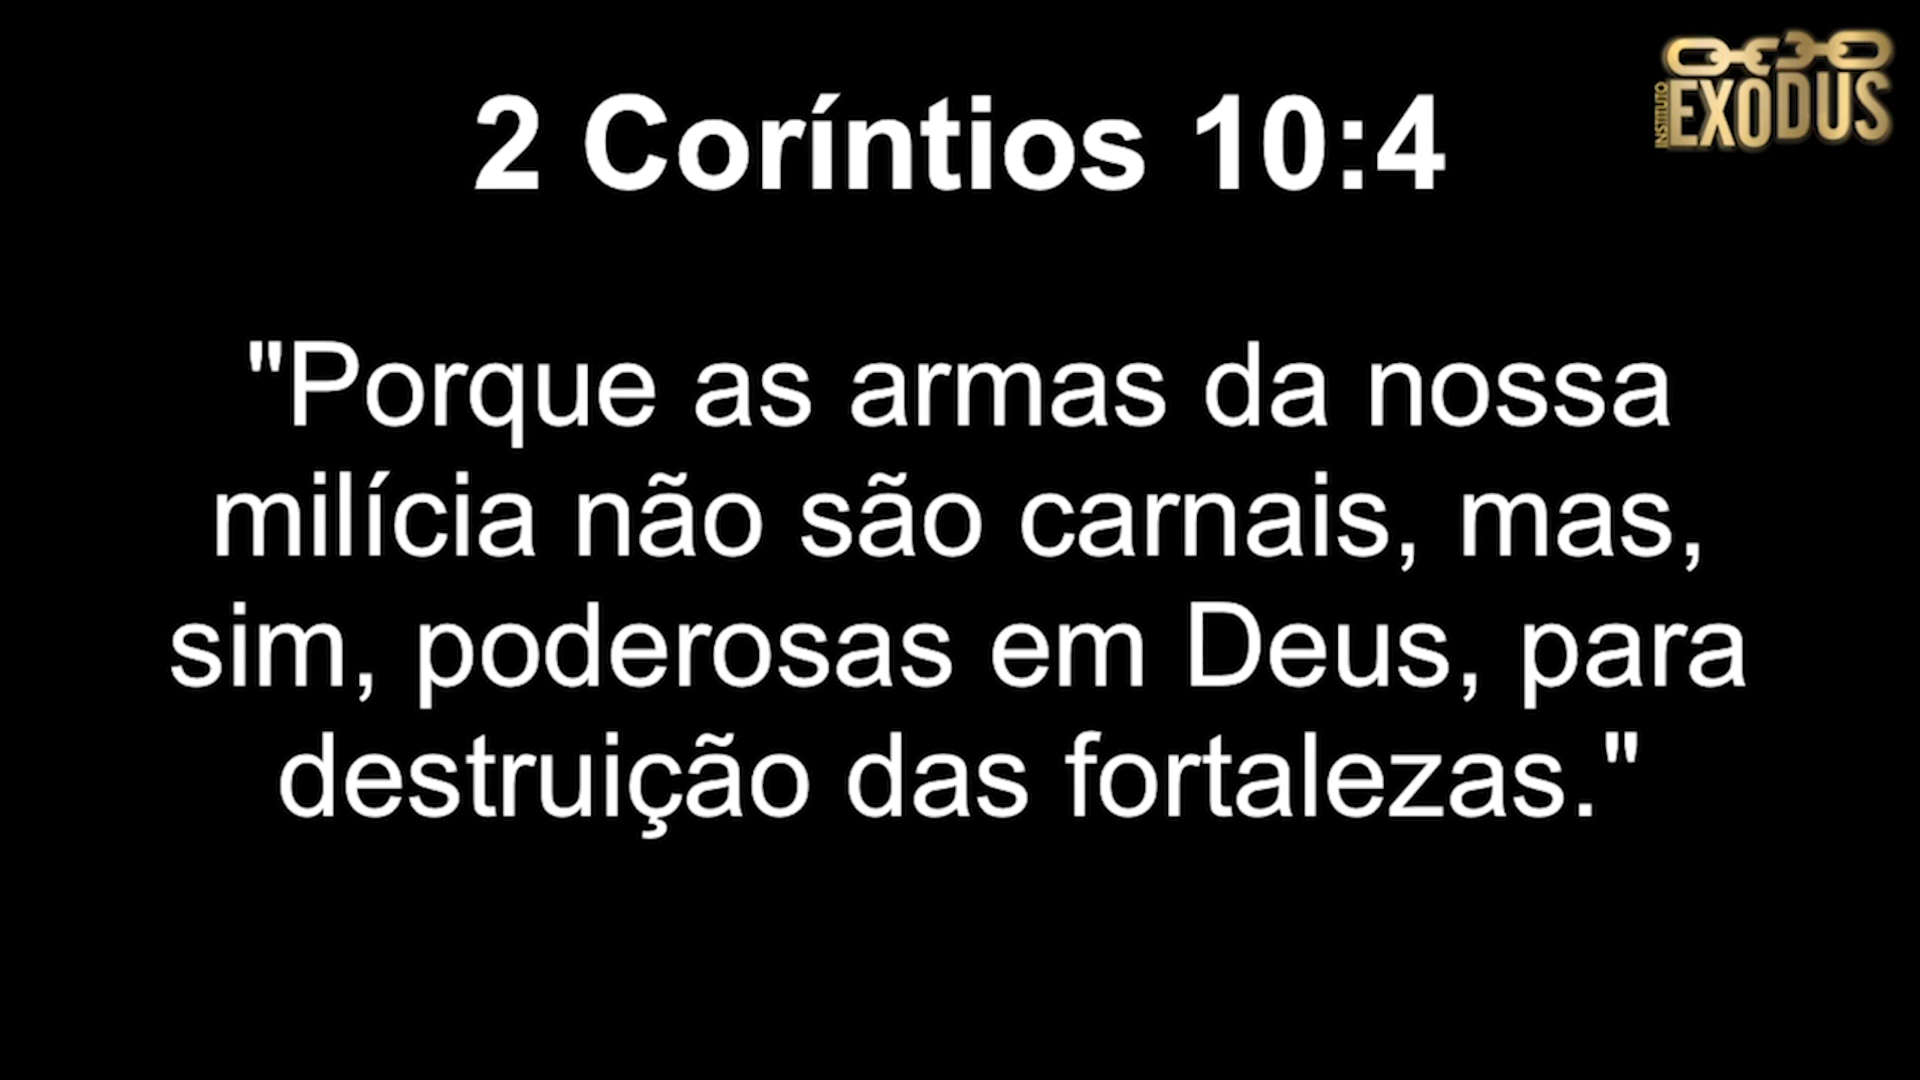 INSTITUTO
EXODUS
2 Coríntios 10:4
"Porque as armas da nossa
milícia não são carnais, mas,
sim, poderosas em Deus, para
destruição das fortalezas."